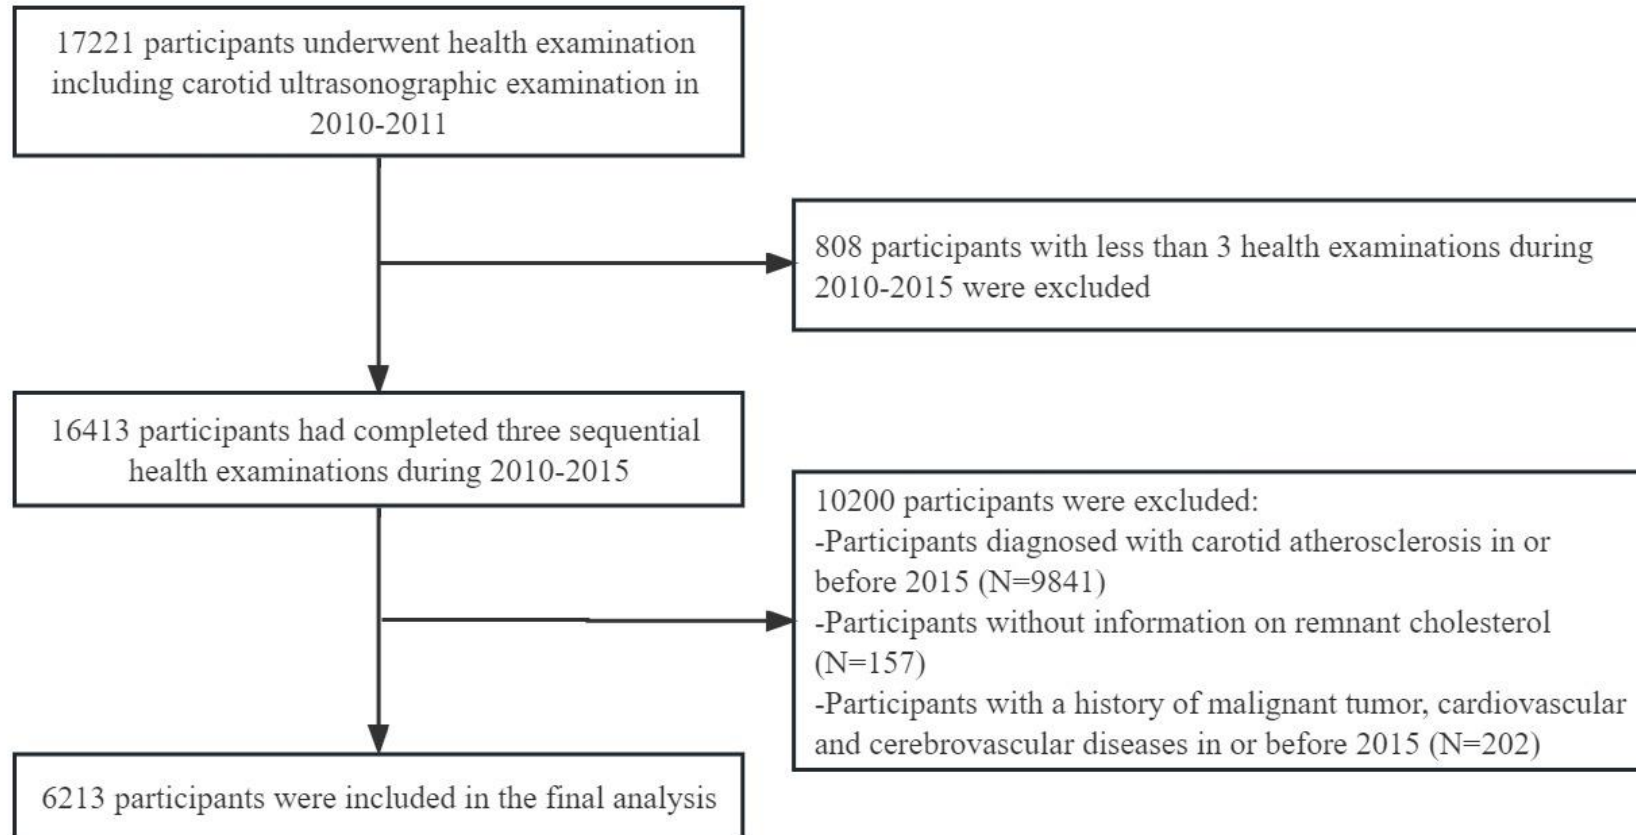 17221 participants underwent health examination
including carotid ultrasonographic examination in
2010-2011
808 participants with less than 3 health examinations during
2010-2015 were excluded
16413 participants had completed three sequential
health examinations during 2010-2015
10200 participants were excluded:
-Participants diagnosed with carotid atherosclerosis in or
before 2015 (N=9841)
-Participants without information on remnant cholesterol
(N=157)
-Participants with a history of malignant tumor, cardiovascular
and cerebrovascular diseases in or before 2015 (N=202)
6213 participants were included in the final analysis